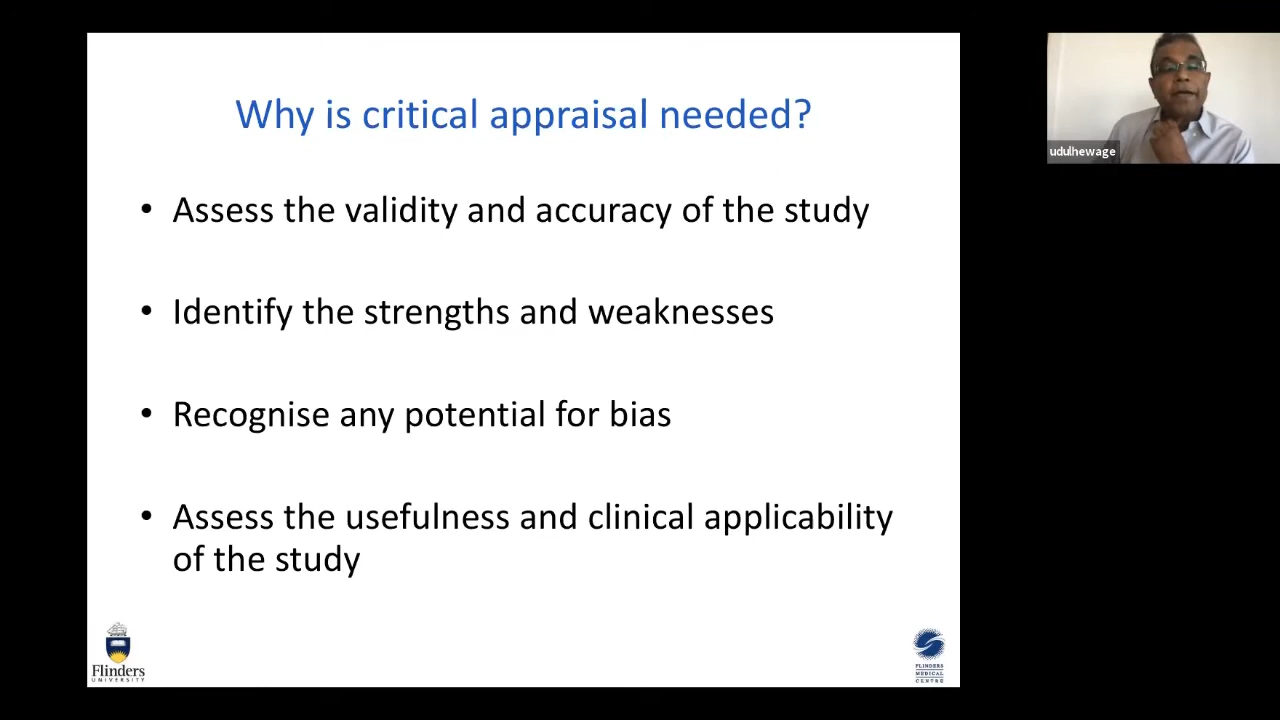 Why is critical appraisal needed?
• Assess the validity and accuracy of the study
• Identify the strengths and weaknesses
• Recognise any potential for bias
• Assess the usefulness and clinical applicability
of the study
udulhewage
Flinders
UNIVERSITY
FLINDERS
MEDICAL
CENTRE